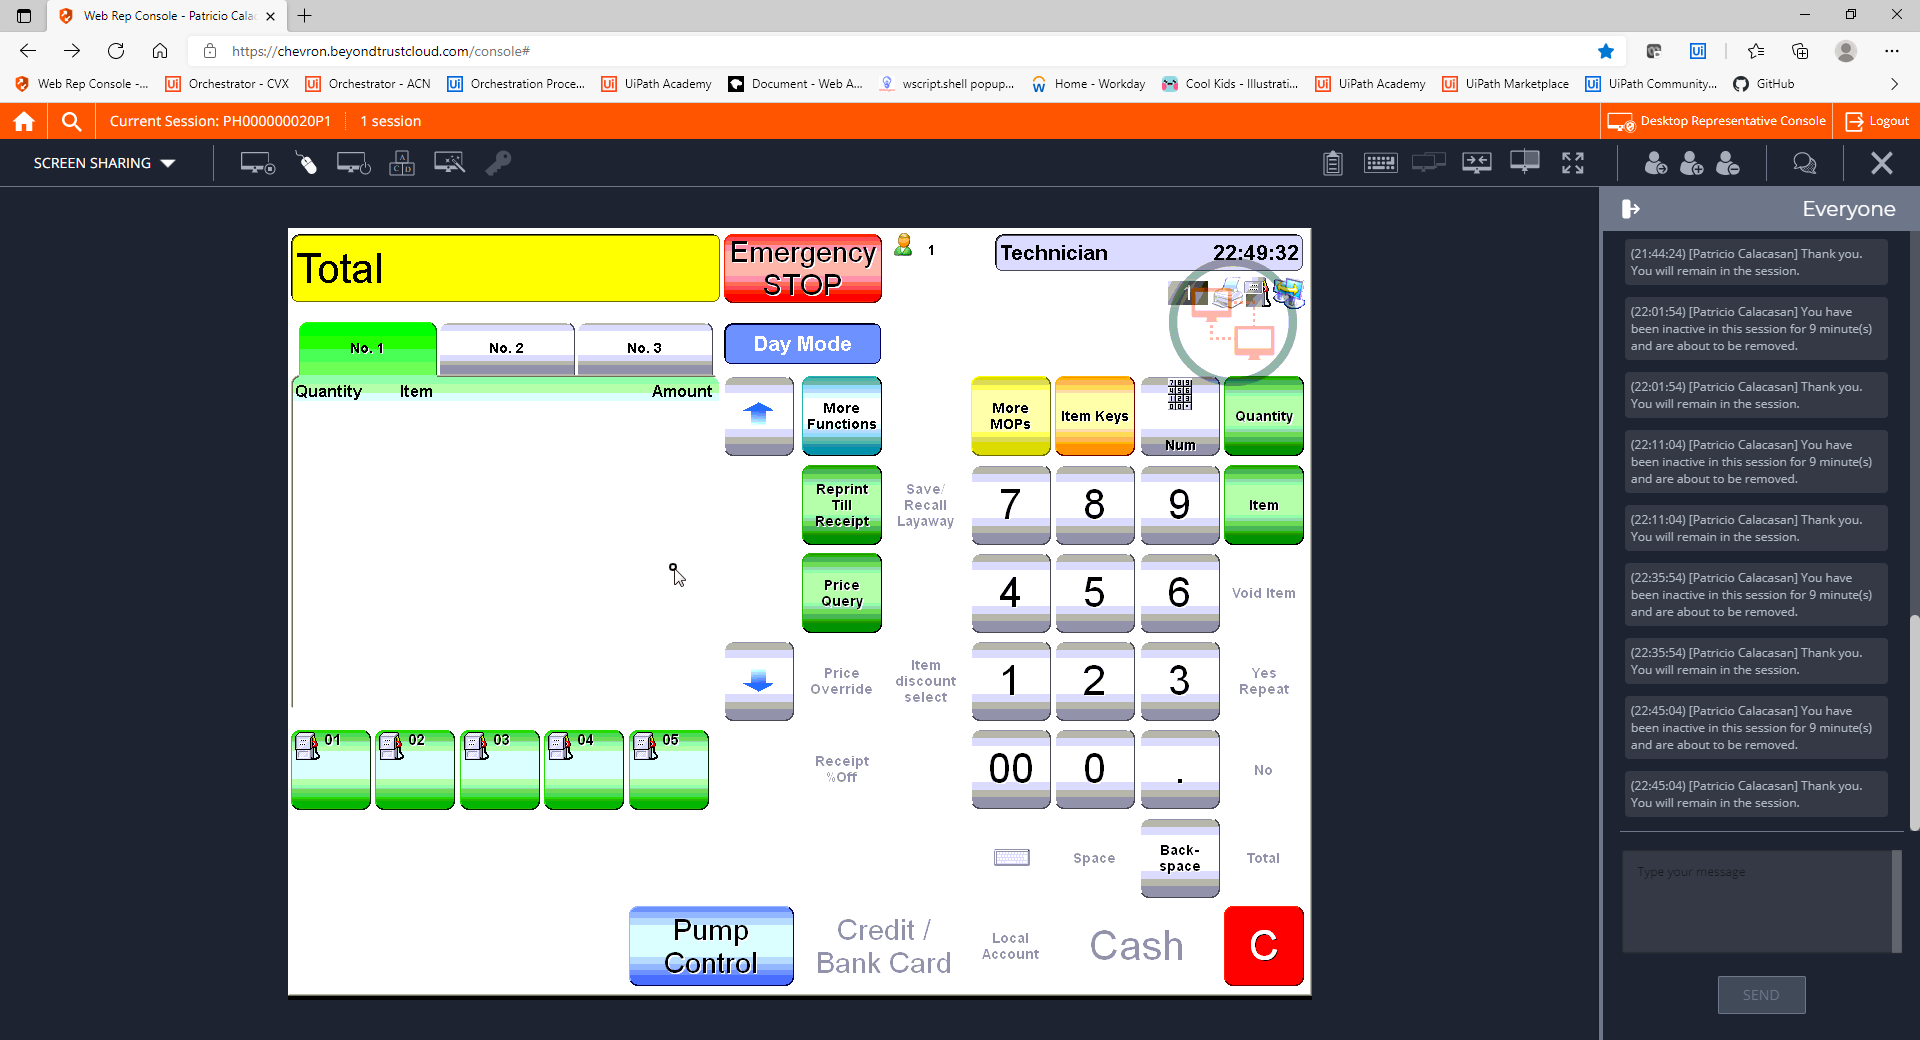 Web Rep Console - Patricio Cala
https://chevron.beyondtrustcloud.com/console#
Web Rep Console -...
Orchestrator - CVX
Orchestrator - ACN
Orchestration Proce...
UiPath Academy
Document - Web A...
wscript.shell popup...
Home - Workday
Cool Kids - Illustrati...
UiPath Academy
UiPath Marketplace
UiPath Community...
GitHub
Current Session: PH000000020P1
1 session
Desktop Representative Console
Logout
SCREEN SHARING
Everyone
Total
Emergency
STOP
1
Technician 22:49:32
1
No. 1
No. 2
No. 3
Day Mode
Quantity Item Amount
More
Functions
More
MOPs
Item Keys
Num
Quantity
Reprint
Till
Receipt
Save/
Recall
Layaway
7
8
9
Item
Price
Query
4
5
6
Void Item
Price
Override
Item
discount
select
1
2
3
Yes
Repeat
01
02
03
04
05
Receipt
%Off
00
0
.
No
Space
Back-
space
Total
Pump
Control
Credit /
Bank Card
Local
Account
Cash
C
(21:44:24) [Patricio Calacasan] Thank you.
You will remain in the session.
(22:01:54) [Patricio Calacasan] You have
been inactive in this session for 9 minute(s)
and are about to be removed.
(22:01:54) [Patricio Calacasan] Thank you.
You will remain in the session.
(22:11:04) [Patricio Calacasan] You have
been inactive in this session for 9 minute(s)
and are about to be removed.
(22:11:04) [Patricio Calacasan] Thank you.
You will remain in the session.
(22:35:54) [Patricio Calacasan] You have
been inactive in this session for 9 minute(s)
and are about to be removed.
(22:35:54) [Patricio Calacasan] Thank you.
You will remain in the session.
(22:45:04) [Patricio Calacasan] You have
been inactive in this session for 9 minute(s)
and are about to be removed.
(22:45:04) [Patricio Calacasan] Thank you.
You will remain in the session.
Type your message
SEND